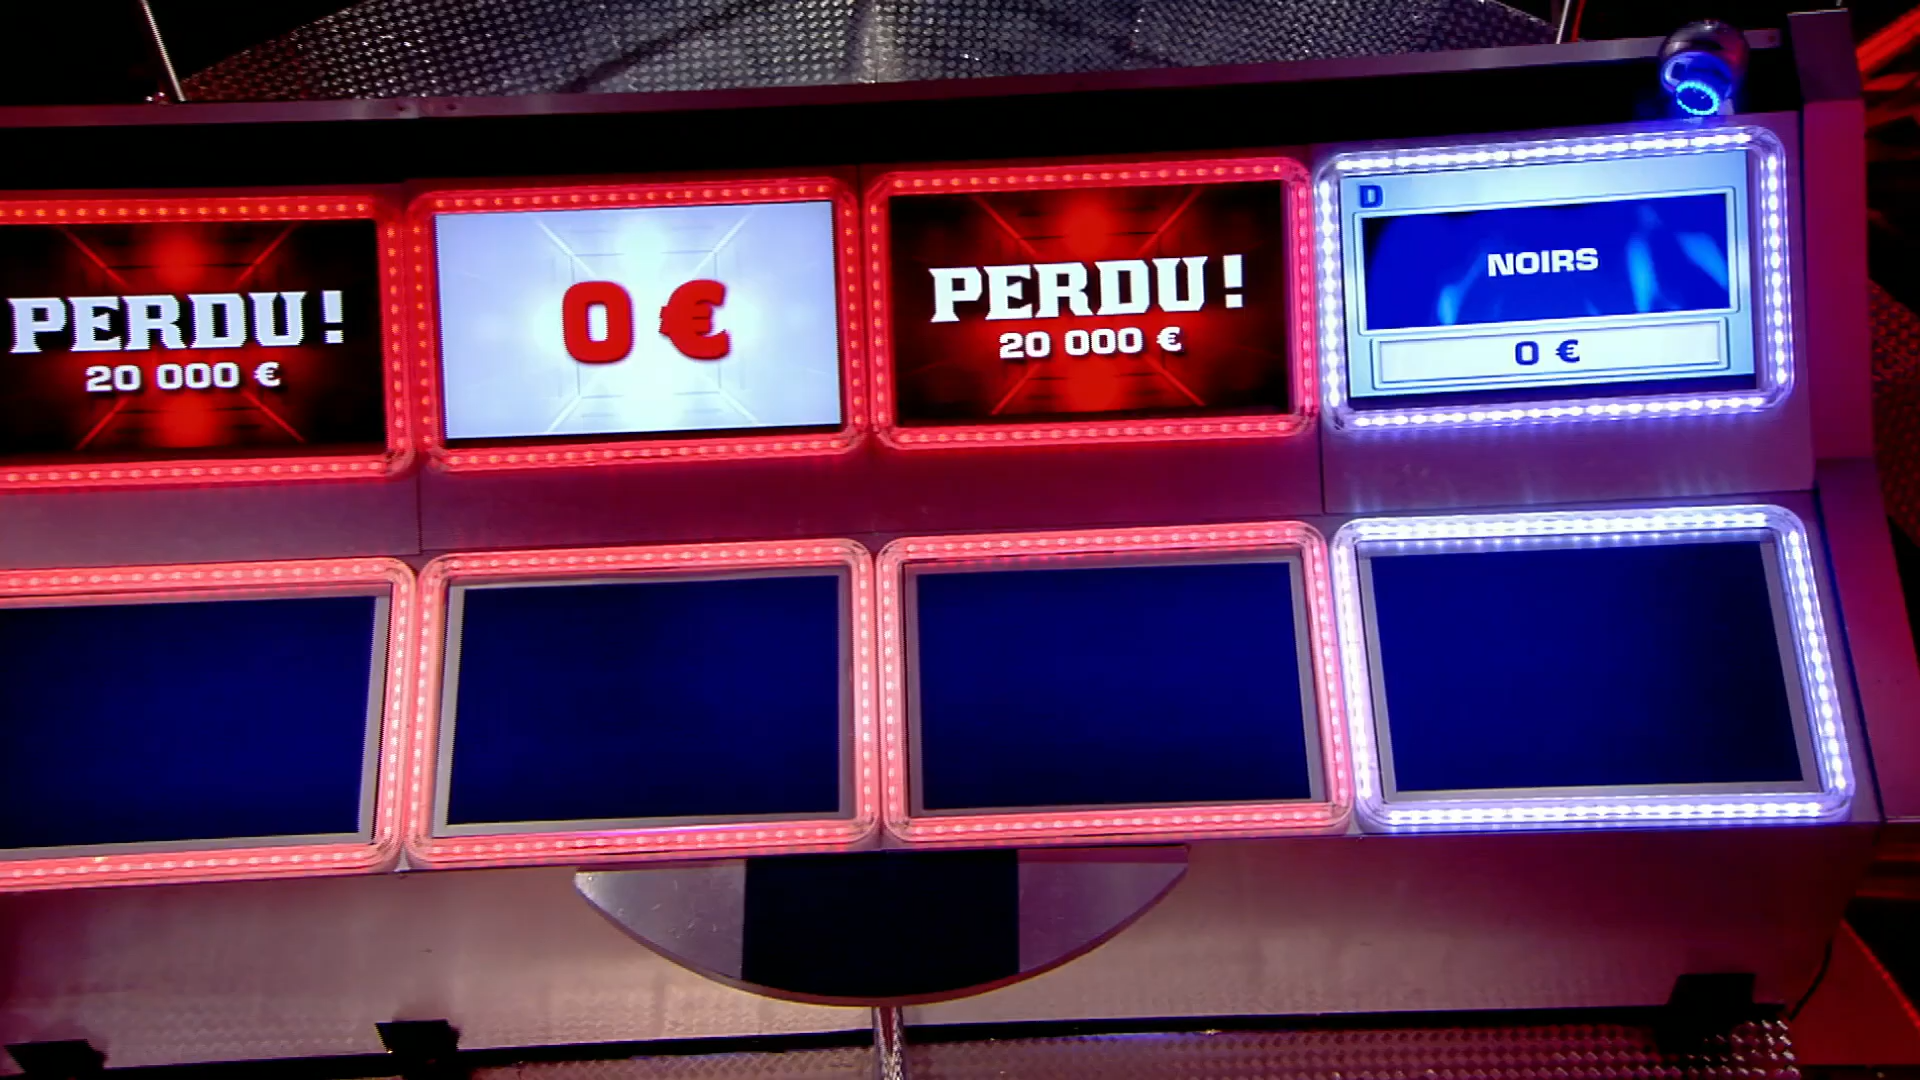 PERDU!
20 000 €
0 €
PERDU!
20 000 €
D
NOIRS
0 €